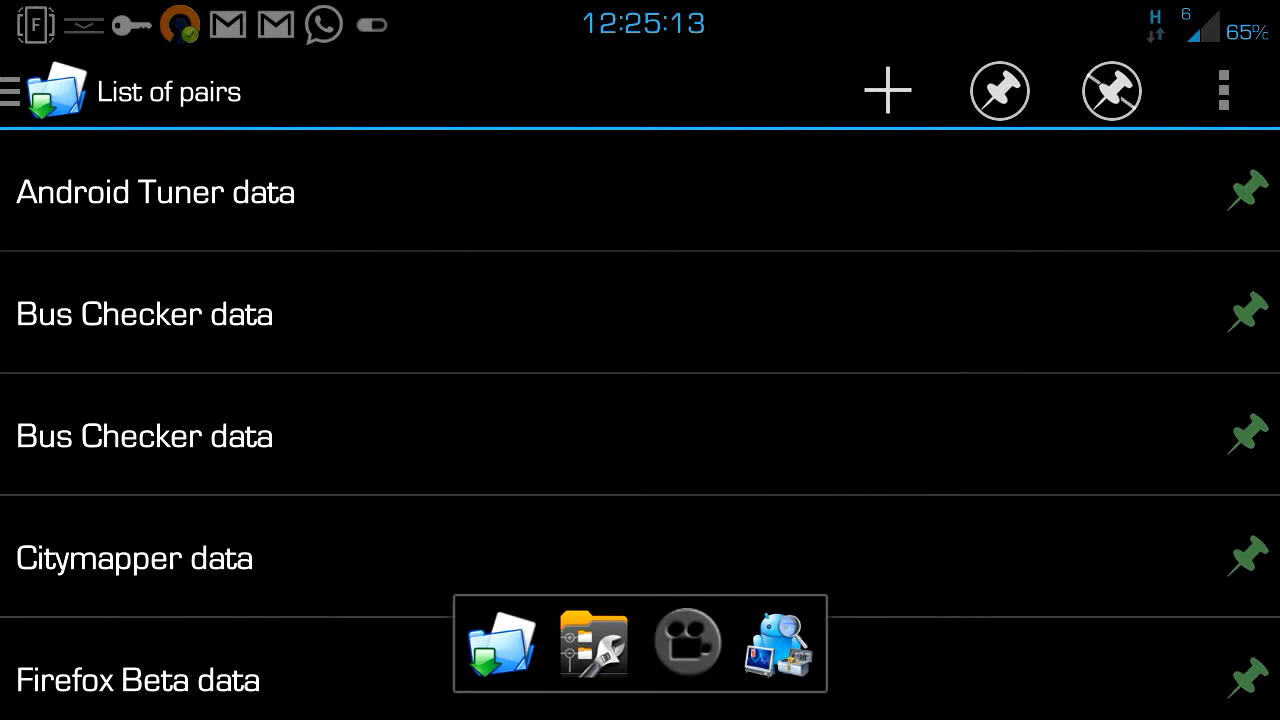 F
12:25:13
H
6
65%
List of pairs
Android Tuner data
Bus Checker data
Bus Checker data
Citymapper data
Firefox Beta data